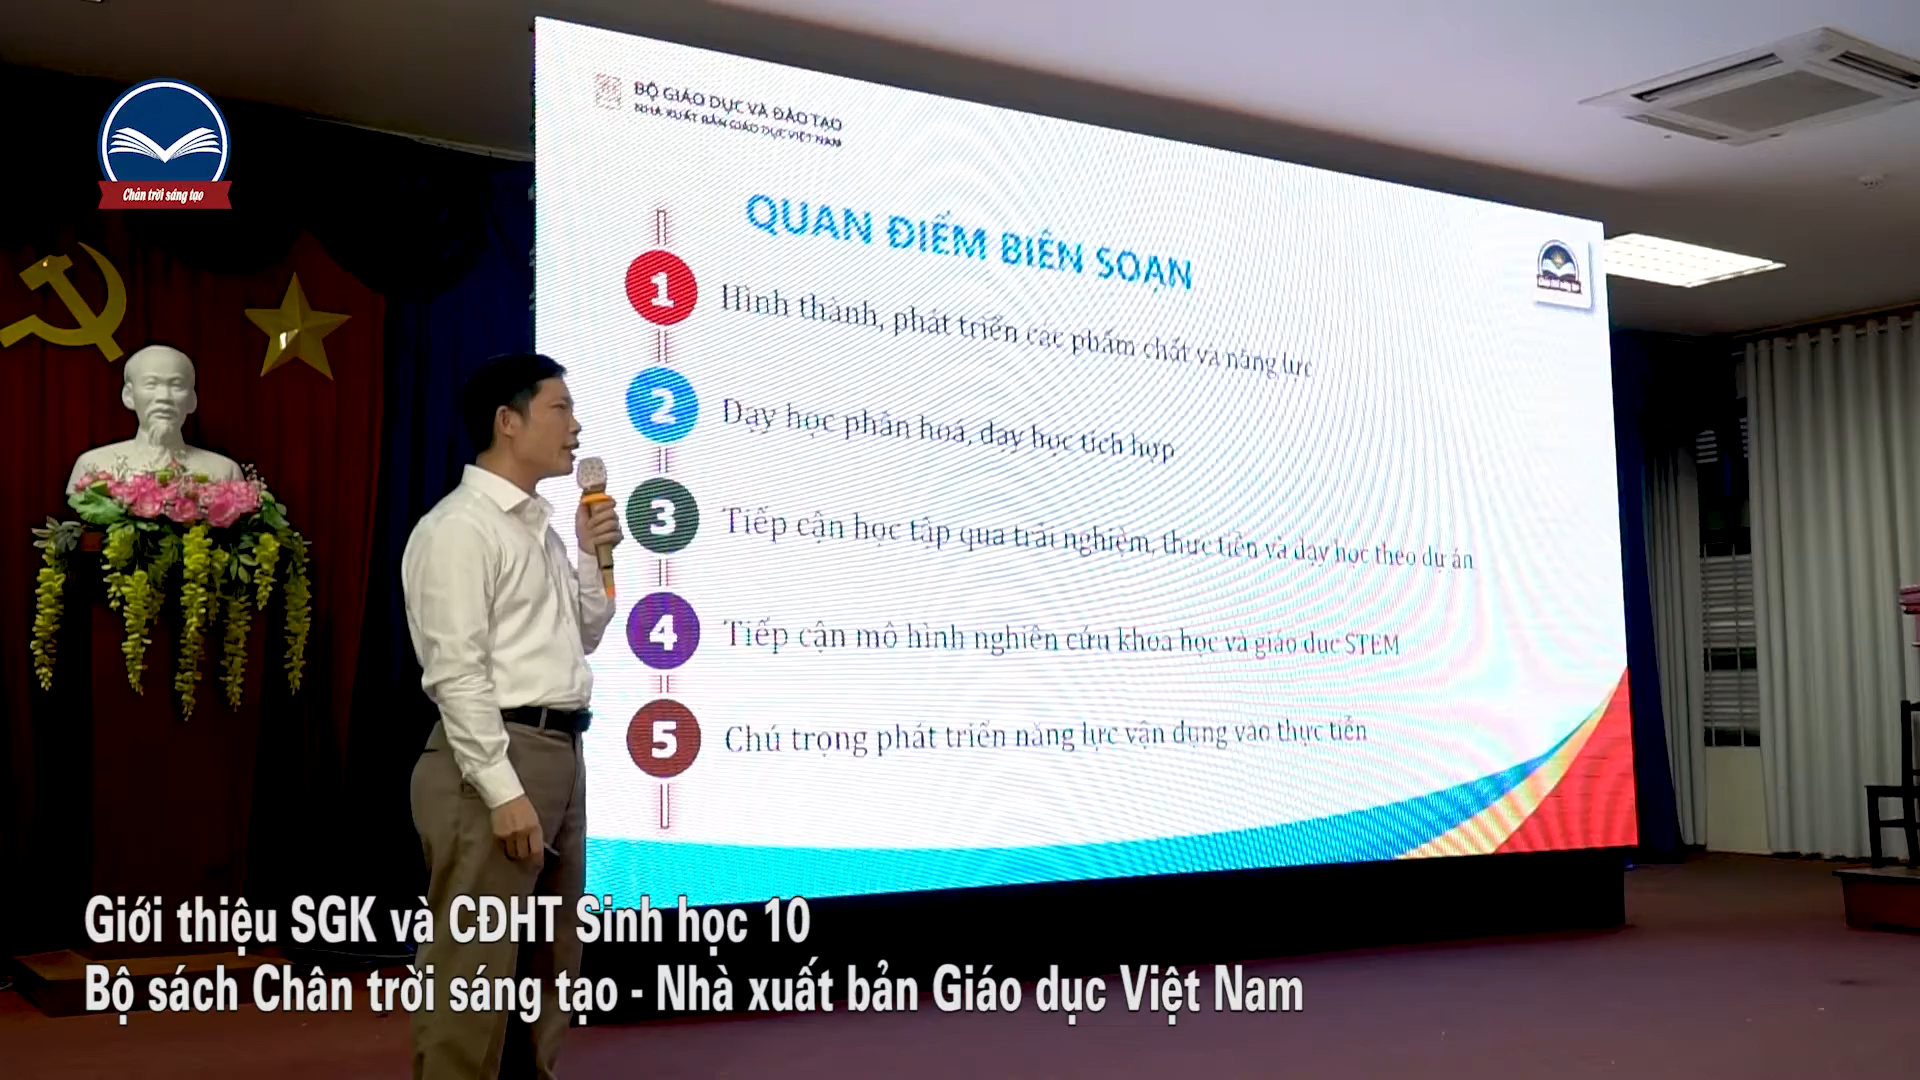 Chân trời sáng tạo
BỘ GIÁO DỤC VÀ ĐÀO TẠO
NHÀ XUẤT BẢN GIÁO DỤC VIỆT NAM
QUAN ĐIỂM BIÊN SOẠN
Chân trời sáng tạo
1 Hình thành, phát triển các phẩm chất và năng lực
2 Dạy học phân hoá, dạy học tích hợp
3 Tiếp cận học tập qua trải nghiệm, thực tiễn và dạy học theo dự án
4 Tiếp cận mô hình nghiên cứu khoa học và giáo dục STEM
5 Chú trọng phát triển năng lực vận dụng vào thực tiễn
Giới thiệu SGK và CĐHT Sinh học 10
Bộ sách Chân trời sáng tạo - Nhà xuất bản Giáo dục Việt Nam